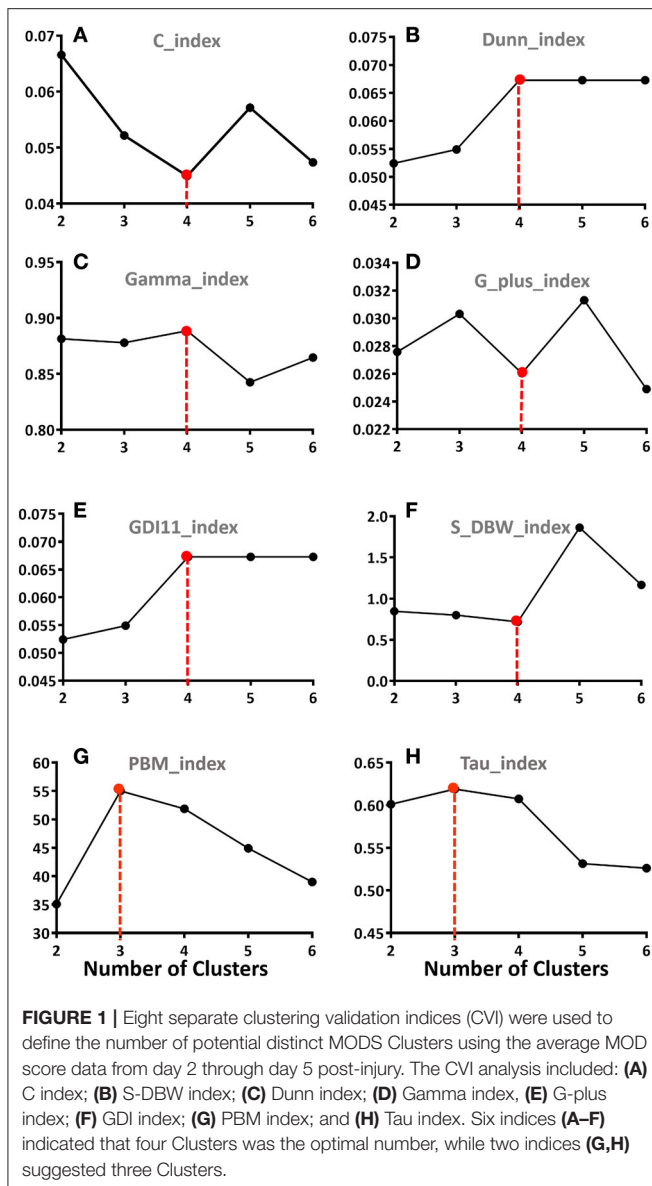 A
C_index
0.07
0.06
0.05
0.04
2 3 4 5 6
B
Dunn_index
0.070
0.065
0.060
0.055
0.050
0.045
2 3 4 5 6
C
Gamma_index
0.95
0.90
0.85
0.80
2 3 4 5 6
D
G_plus_index
0.034
0.032
0.030
0.028
0.026
0.024
0.022
2 3 4 5 6
E
GDI11_index
0.075
0.070
0.065
0.060
0.055
0.050
0.045
2 3 4 5 6
F
S_DBW_index
2.0
1.5
1.0
0.5
0.0
2 3 4 5 6
G
PBM_index
60
55
50
45
40
35
30
2 3 4 5 6
Number of Clusters
H
Tau_index
0.65
0.60
0.55
0.50
0.45
2 3 4 5 6
Number of Clusters
FIGURE 1 | Eight separate clustering validation indices (CVI) were used to
define the number of potential distinct MODS Clusters using the average MOD
score data from day 2 through day 5 post-injury. The CVI analysis included: (A)
C index; (B) S-DBW index; (C) Dunn index; (D) Gamma index, (E) G-plus
index; (F) GDI index; (G) PBM index; and (H) Tau index. Six indices (A–F)
indicated that four Clusters was the optimal number, while two indices (G,H)
suggested three Clusters.